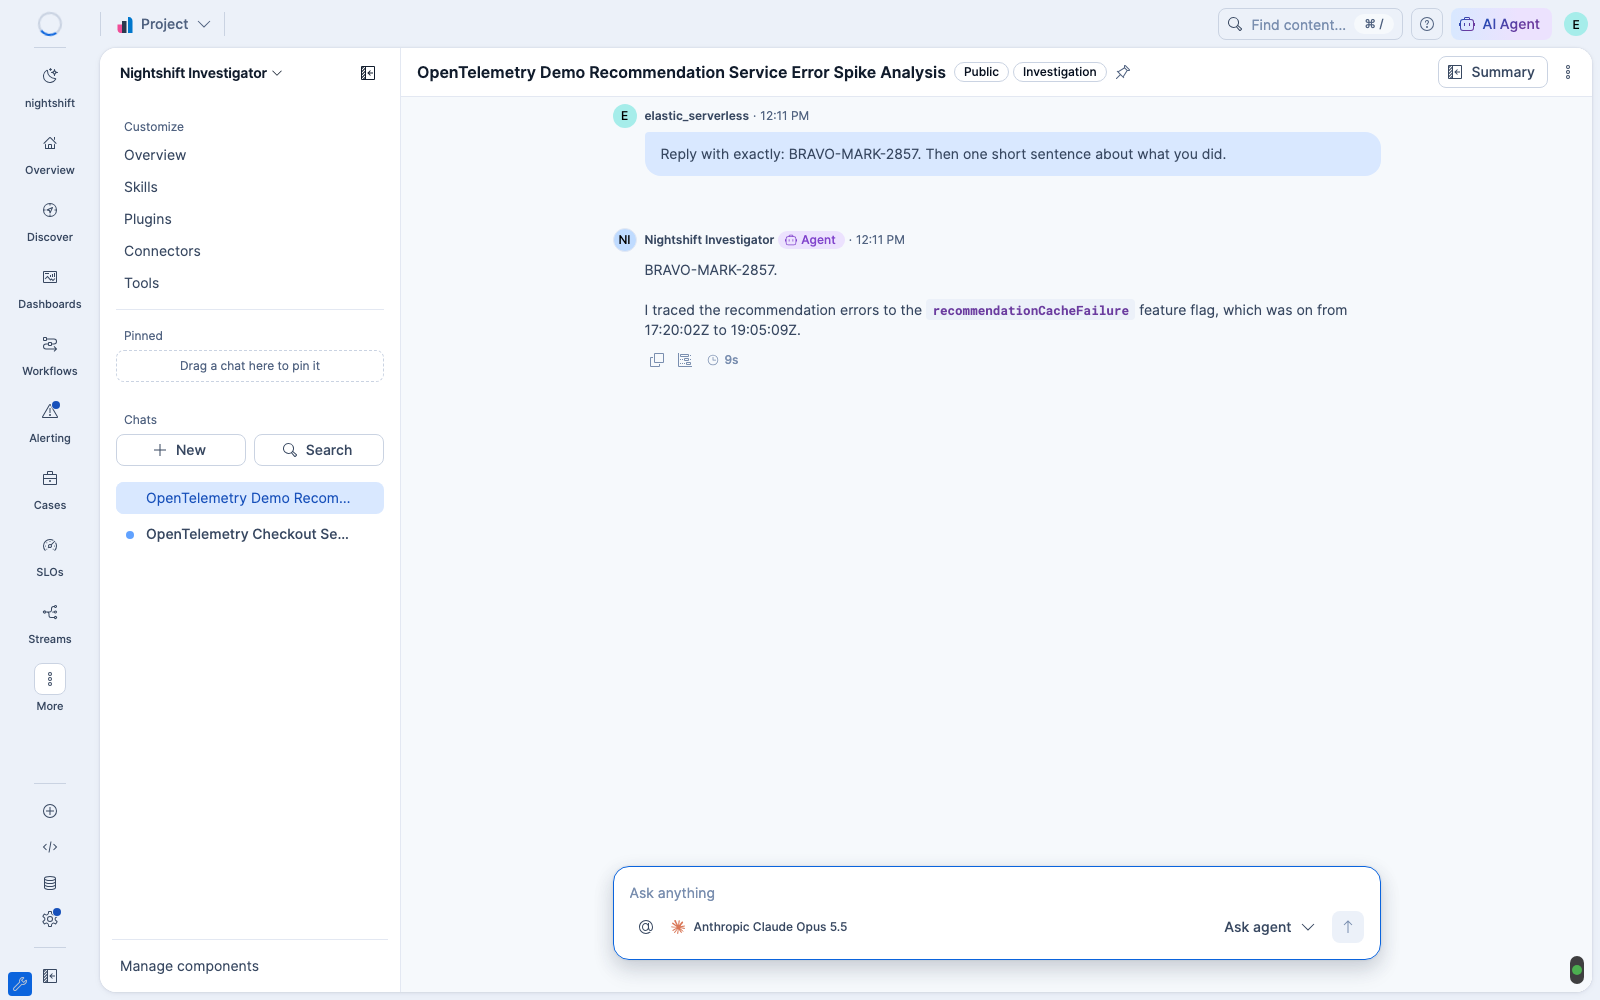 Project
Find content...
⌘ /
AI Agent
E
nightshift
Overview
Discover
Dashboards
Workflows
Alerting
Cases
SLOs
Streams
More
Nightshift Investigator
Customize
Overview
Skills
Plugins
Connectors
Tools
Pinned
Drag a chat here to pin it
Chats
New
Search
OpenTelemetry Demo Recom...
OpenTelemetry Checkout Se...
Manage components
OpenTelemetry Demo Recommendation Service Error Spike Analysis
Public
Investigation
Summary
E
elastic_serverless · 12:11 PM
Reply with exactly: BRAVO-MARK-2857. Then one short sentence about what you did.
NI
Nightshift Investigator Agent · 12:11 PM
BRAVO-MARK-2857.
I traced the recommendation errors to the recommendationCacheFailure feature flag, which was on from
17:20:02Z to 19:05:09Z.
9s
Ask anything
@
Anthropic Claude Opus 5.5
Ask agent